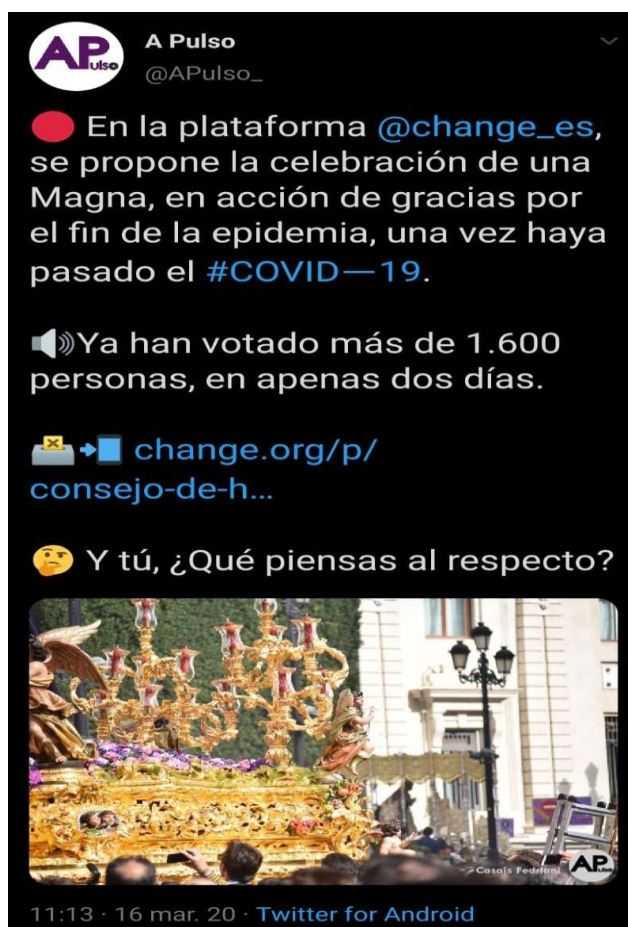 APulso
A Pulso
@APulso_
🔴 En la plataforma @change_es,
se propone la celebración de una
Magna, en acción de gracias por
el fin de la epidemia, una vez haya
pasado el #COVID—19.
🔊Ya han votado más de 1.600
personas, en apenas dos días.
🗳️➡️📱 change.org/p/
consejo-de-h...
🤔 Y tú, ¿Qué piensas al respecto?
Casais Fedriani
APulso
11:13 · 16 mar. 20 · Twitter for Android